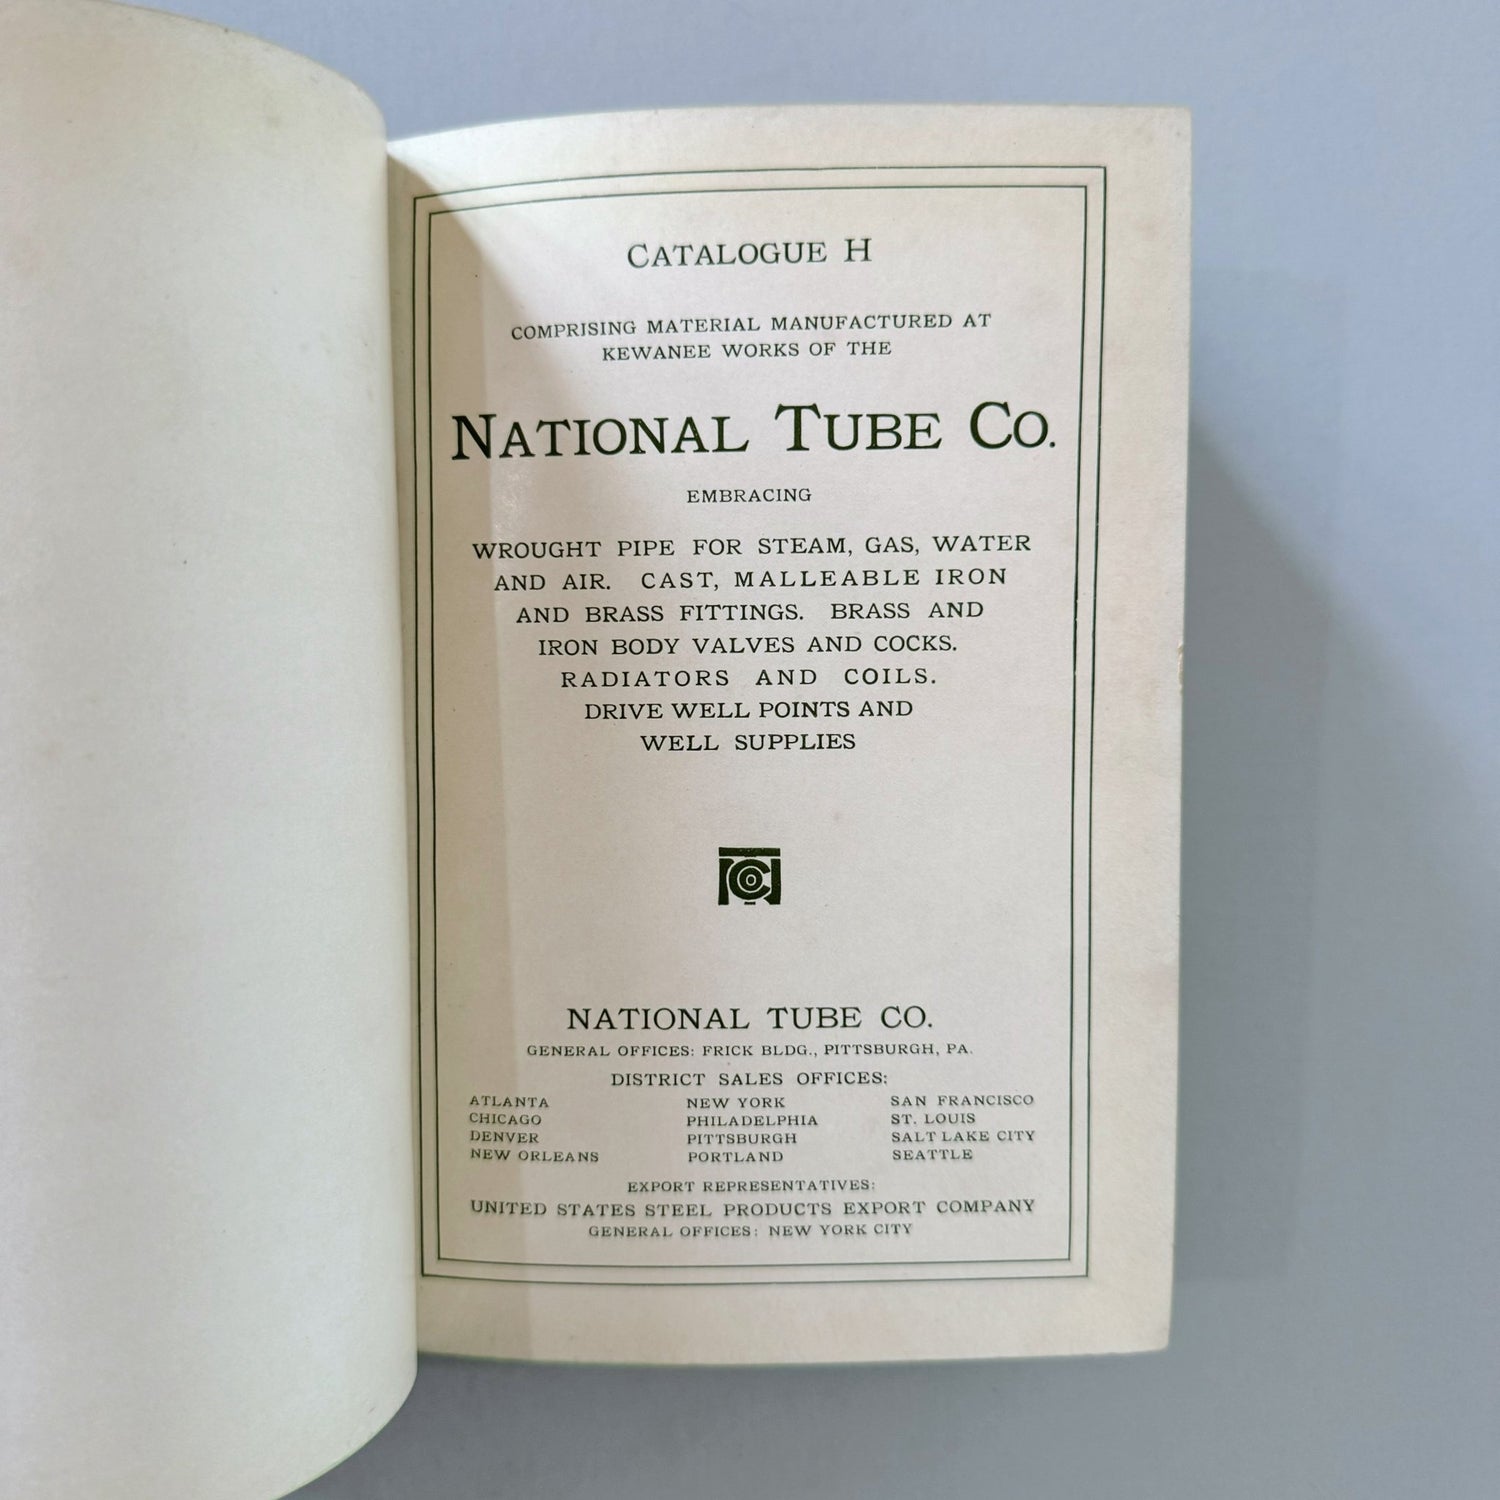 CATALOGUE H
COMPRISING MATERIAL MANUFACTURED AT
KEWANEE WORKS OF THE
NATIONAL TUBE CO.
EMBRACING
WROUGHT PIPE FOR STEAM, GAS, WATER
AND AIR. CAST, MALLEABLE IRON
AND BRASS FITTINGS. BRASS AND
IRON BODY VALVES AND COCKS.
RADIATORS AND COILS.
DRIVE WELL POINTS AND
WELL SUPPLIES
NATIONAL TUBE CO.
GENERAL OFFICES: FRICK BLDG., PITTSBURGH, PA.
DISTRICT SALES OFFICES:
ATLANTA NEW YORK SAN FRANCISCO
CHICAGO PHILADELPHIA ST. LOUIS
DENVER PITTSBURGH SALT LAKE CITY
NEW ORLEANS PORTLAND SEATTLE
EXPORT REPRESENTATIVES:
UNITED STATES STEEL PRODUCTS EXPORT COMPANY
GENERAL OFFICES: NEW YORK CITY